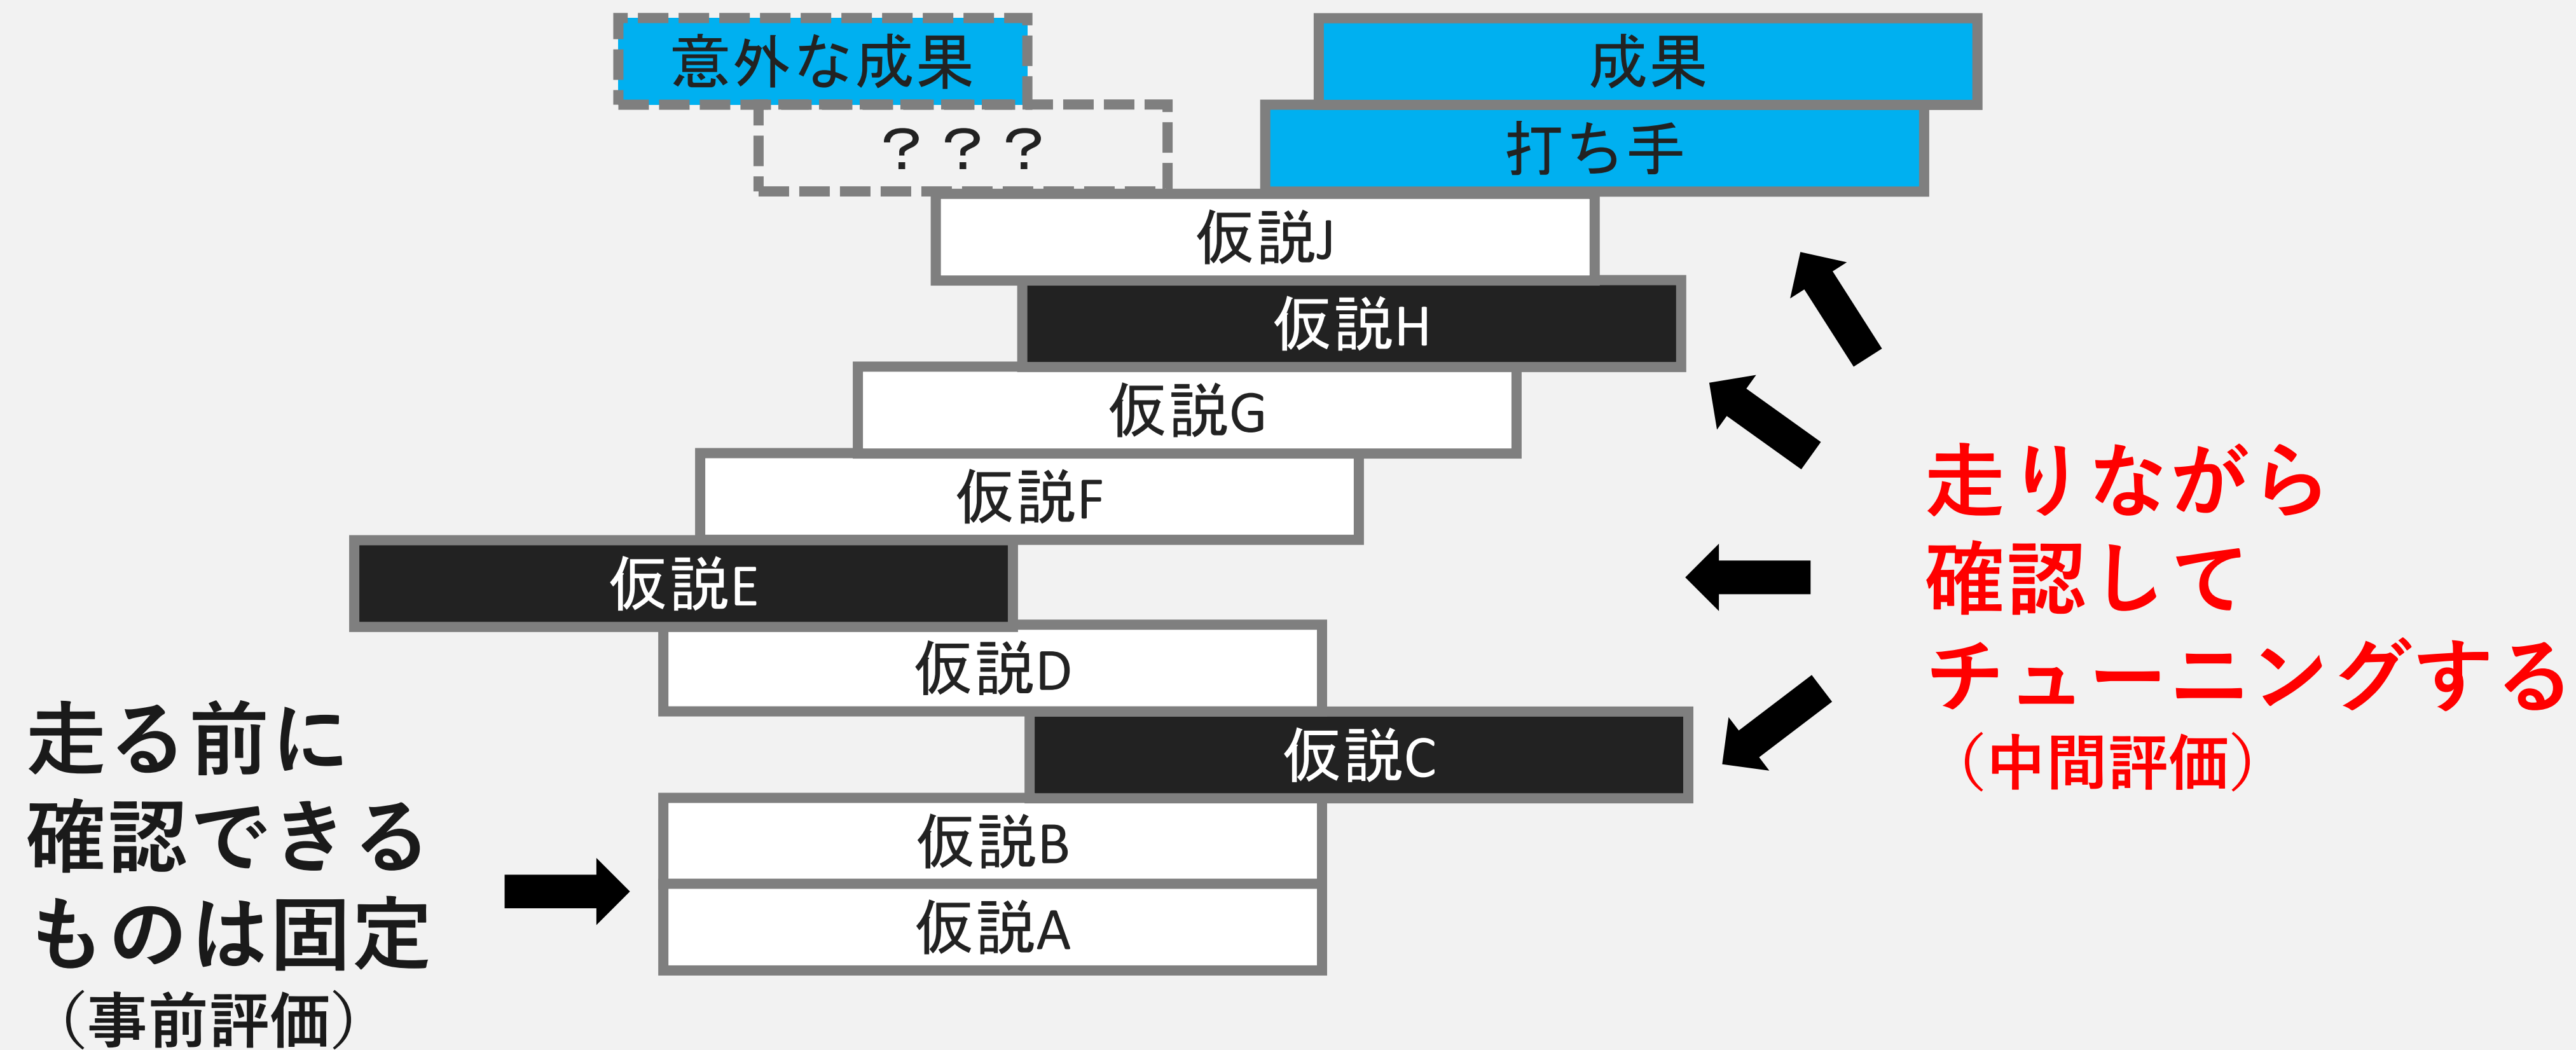 意外な成果
成果
？？？
打ち手
仮説J
仮説H
仮説G
仮説F
仮説E
仮説D
仮説C
仮説B
仮説A
走る前に
確認できる
ものは固定
（事前評価）
走りながら
確認して
チューニングする
（中間評価）